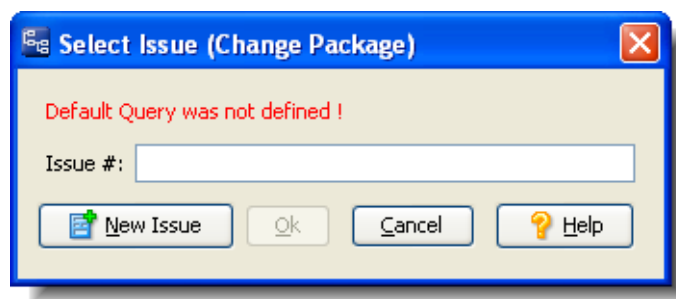 Select Issue (Change Package)
Default Query was not defined !
Issue #:
New Issue Ok Cancel Help